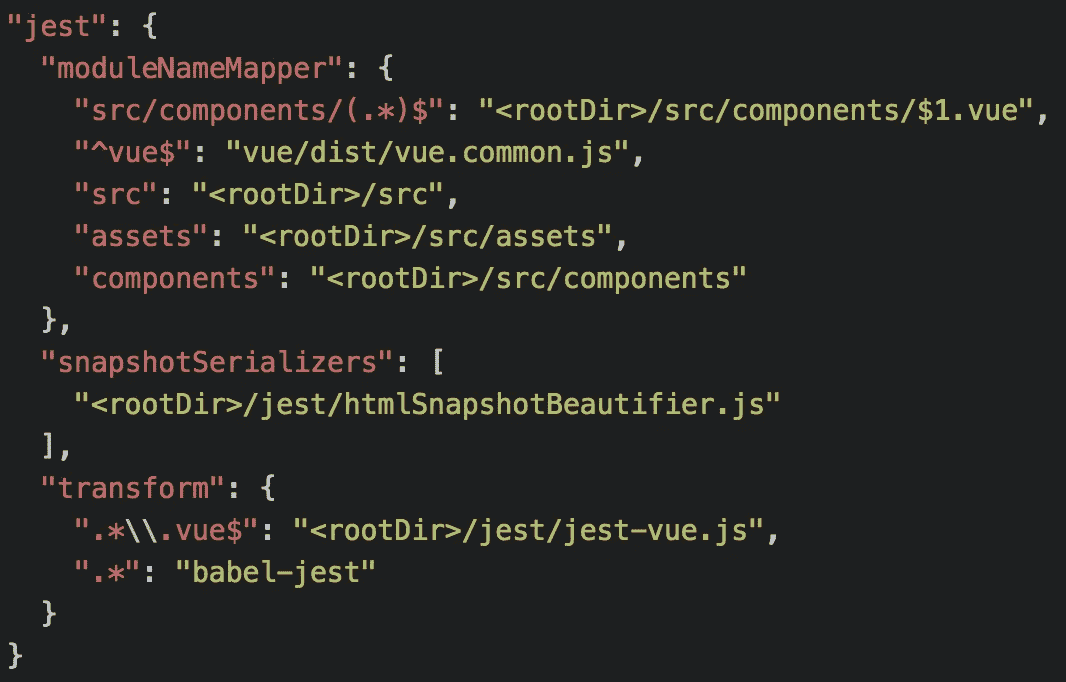 "jest": {
  "moduleNameMapper": {
    "src/components/(.*)$": "<rootDir>/src/components/$1.vue",
    "^vue$": "vue/dist/vue.common.js",
    "src": "<rootDir>/src",
    "assets": "<rootDir>/src/assets",
    "components": "<rootDir>/src/components"
  },
  "snapshotSerializers": [
    "<rootDir>/jest/htmlSnapshotBeautifier.js"
  ],
  "transform": {
    ".*\\.vue$": "<rootDir>/jest/jest-vue.js",
    ".*": "babel-jest"
  }
}